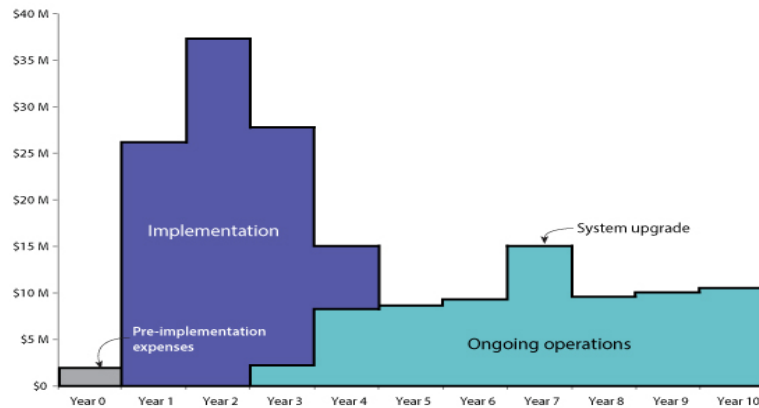 $40 M
$35 M
$30 M
$25 M
$20 M
$15 M
$10 M
$5 M
$0
Implementation
System upgrade
Pre-implementation
expenses
Ongoing operations
Year 0 Year 1 Year 2 Year 3 Year 4 Year 5 Year 6 Year 7 Year 8 Year 9 Year 10